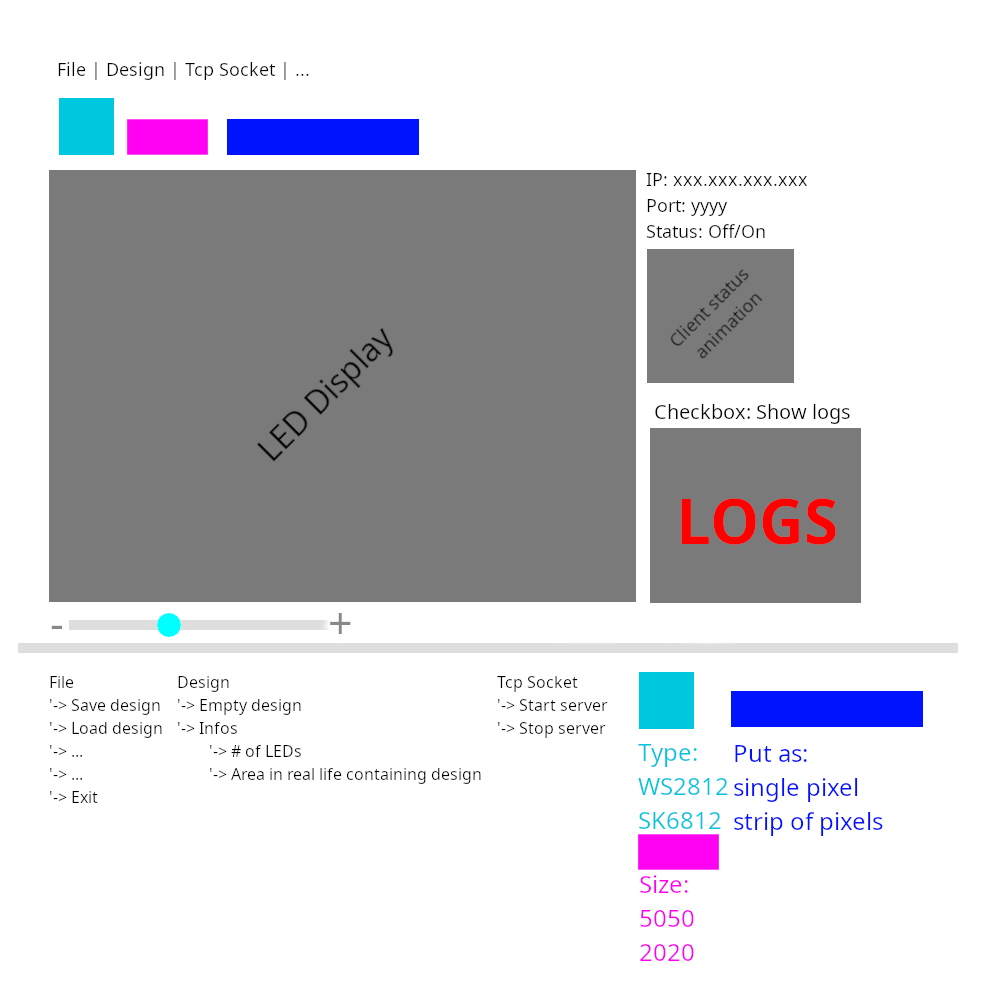 File | Design | Tcp Socket | ...
IP: xxx.xxx.xxx.xxx
Port: yyyy
Status: Off/On
Client status
animation
LED Display
Checkbox: Show logs
LOGS
- +
File
'-> Save design
'-> Load design
'-> ...
'-> ...
'-> Exit
Design
'-> Empty design
'-> Infos
'-> # of LEDs
'-> Area in real life containing design
Tcp Socket
'-> Start server
'-> Stop server
Type:
WS2812
SK6812
Put as:
single pixel
strip of pixels
Size:
5050
2020